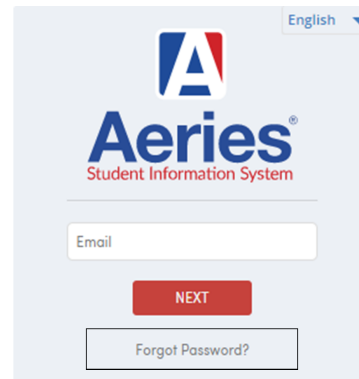 English
Aeries®
Student Information System
Email
NEXT
Forgot Password?